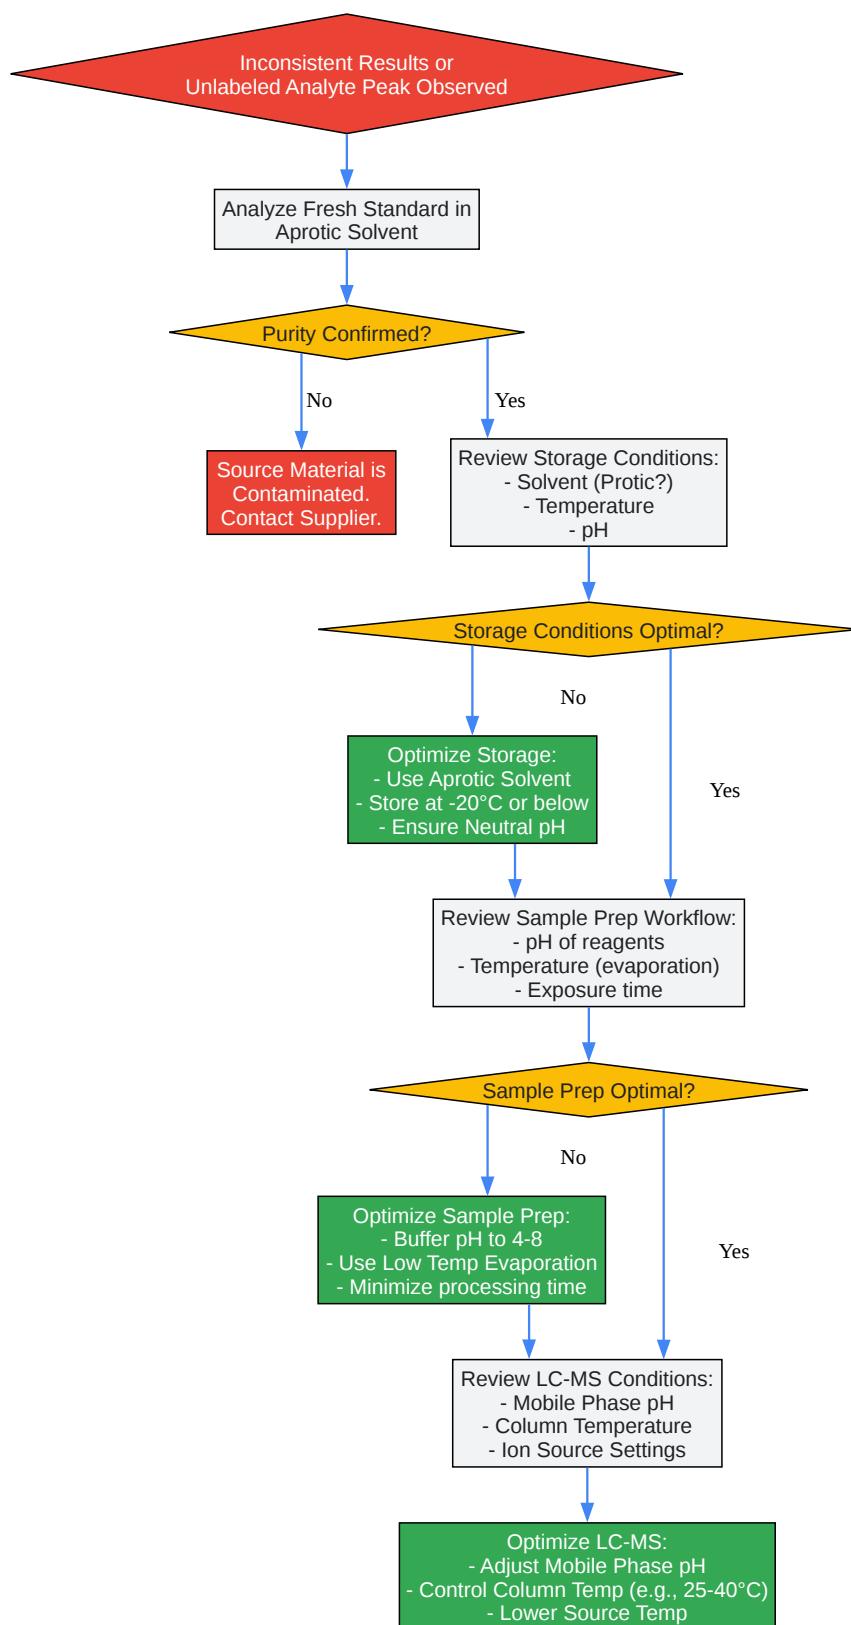 Inconsistent Results or
Unlabeled Analyte Peak Observed
Analyze Fresh Standard in
Aprotic Solvent
Purity Confirmed?
No
Yes
Source Material is
Contaminated.
Contact Supplier.
Review Storage Conditions:
- Solvent (Protic?)
- Temperature
- pH
Storage Conditions Optimal?
No
Optimize Storage:
- Use Aprotic Solvent
- Store at -20°C or below
- Ensure Neutral pH
Yes
Review Sample Prep Workflow:
- pH of reagents
- Temperature (evaporation)
- Exposure time
Sample Prep Optimal?
No
Optimize Sample Prep:
- Buffer pH to 4-8
- Use Low Temp Evaporation
- Minimize processing time
Yes
Review LC-MS Conditions:
- Mobile Phase pH
- Column Temperature
- Ion Source Settings
Optimize LC-MS:
- Adjust Mobile Phase pH
- Control Column Temp (e.g., 25-40°C)
- Lower Source Temp